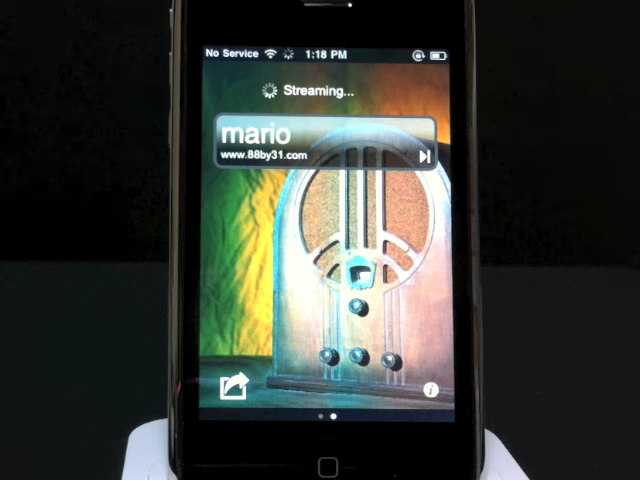 No Service 1:18 PM
Streaming...
mario
www.88by31.com
i